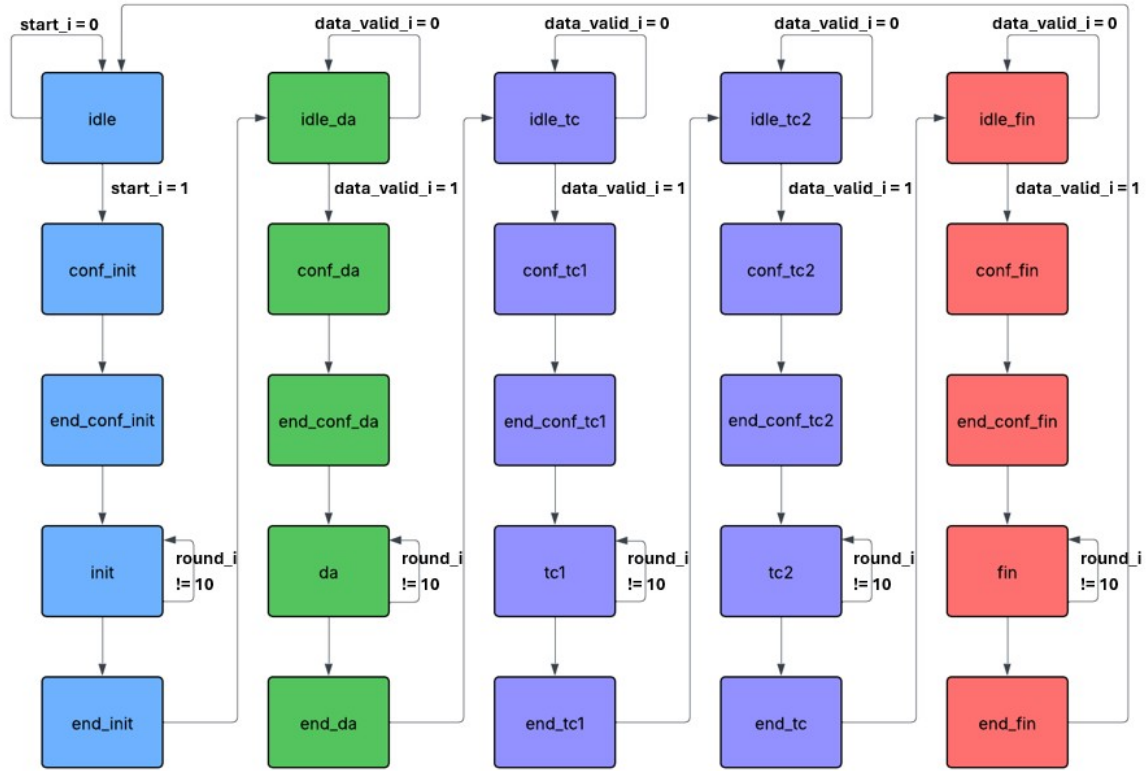 start_i = 0
data_valid_i = 0
data_valid_i = 0
data_valid_i = 0
data_valid_i = 0
idle
idle_da
idle_tc
idle_tc2
idle_fin
start_i = 1
data_valid_i = 1
data_valid_i = 1
data_valid_i = 1
data_valid_i = 1
conf_init
conf_da
conf_tc1
conf_tc2
conf_fin
end_conf_init
end_conf_da
end_conf_tc1
end_conf_tc2
end_conf_fin
init
round_i
!= 10
da
round_i
!= 10
tc1
round_i
!= 10
tc2
round_i
!= 10
fin
round_i
!= 10
end_init
end_da
end_tc1
end_tc
end_fin